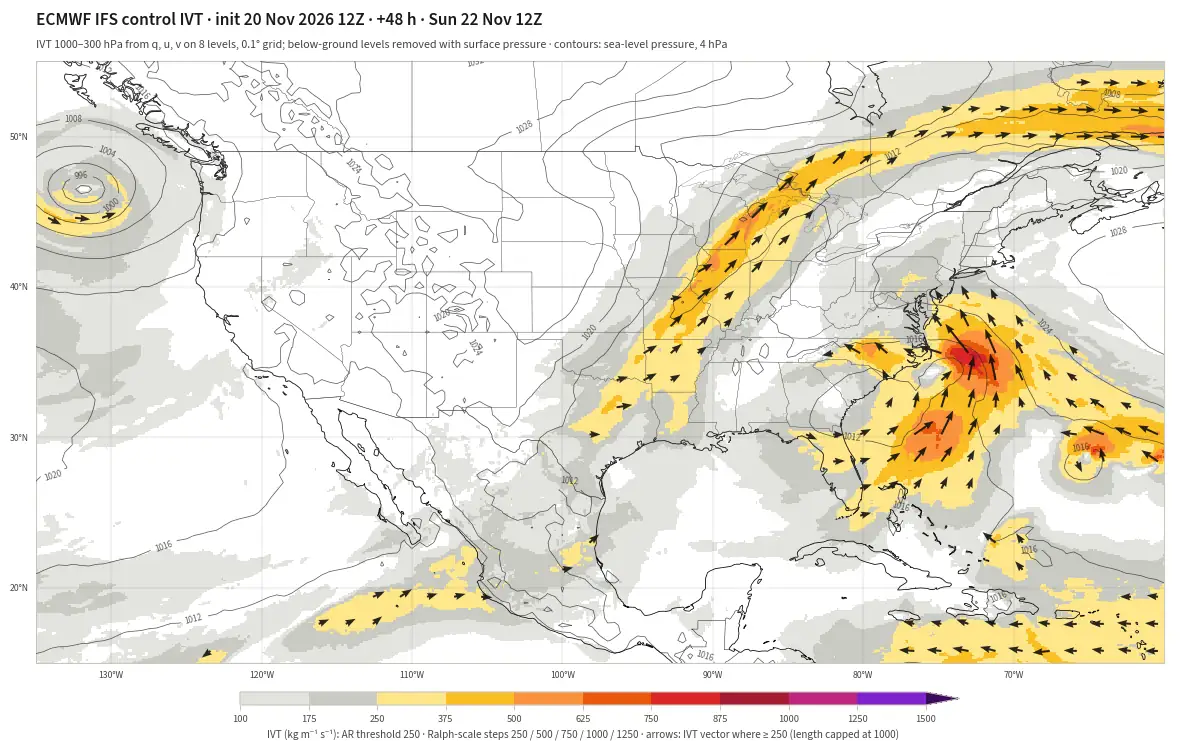 ECMWF IFS control IVT · init 20 Nov 2026 12Z · +48 h · Sun 22 Nov 12Z
IVT 1000–300 hPa from q, u, v on 8 levels, 0.1° grid; below-ground levels removed with surface pressure · contours: sea-level pressure, 4 hPa
1008
1028
1008
50°N
1004
1012
1024
996
1020
1000
1028
40°N
1020
1020
1024
1016
1024
30°N
1012
1016
1020
1012
1016
1016
1016
20°N
1016
1012
1016
130°W 120°W 110°W 100°W 90°W 80°W 70°W
100 175 250 375 500 625 750 875 1000 1250 1500
IVT (kg m⁻¹ s⁻¹): AR threshold 250 · Ralph-scale steps 250 / 500 / 750 / 1000 / 1250 · arrows: IVT vector where ≥ 250 (length capped at 1000)